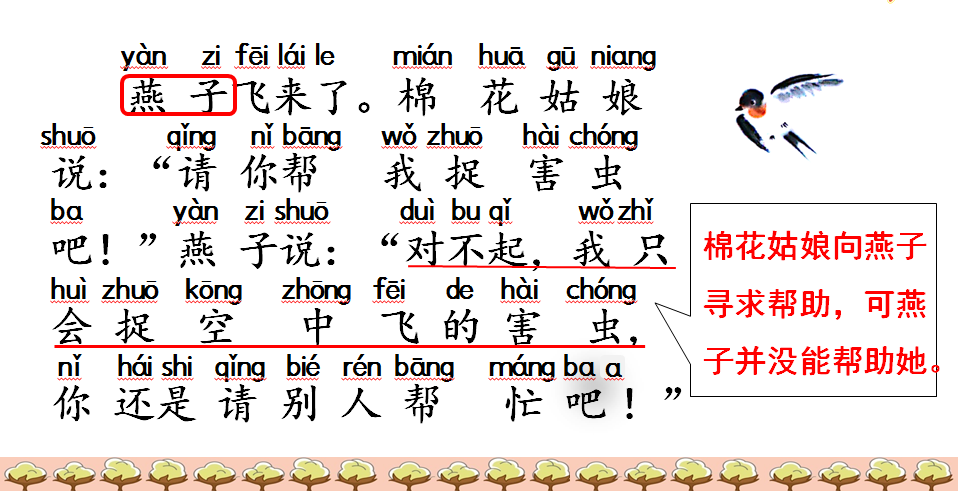 yàn zi fēi lái le mián huā gū niang
燕子飞来了。棉花姑娘
shuō qǐng nǐ bāng wǒ zhuō hài chóng
说：“请你帮我捉害虫
ba yàn zi shuō duì bu qǐ wǒ zhǐ
吧！”燕子说：“对不起，我只
huì zhuō kōng zhōng fēi de hài chóng
会捉空中飞的害虫，
nǐ hái shi qǐng bié rén bāng máng ba a
你还是请别人帮忙吧！”
棉花姑娘向燕子
寻求帮助，可燕
子并没能帮助她。